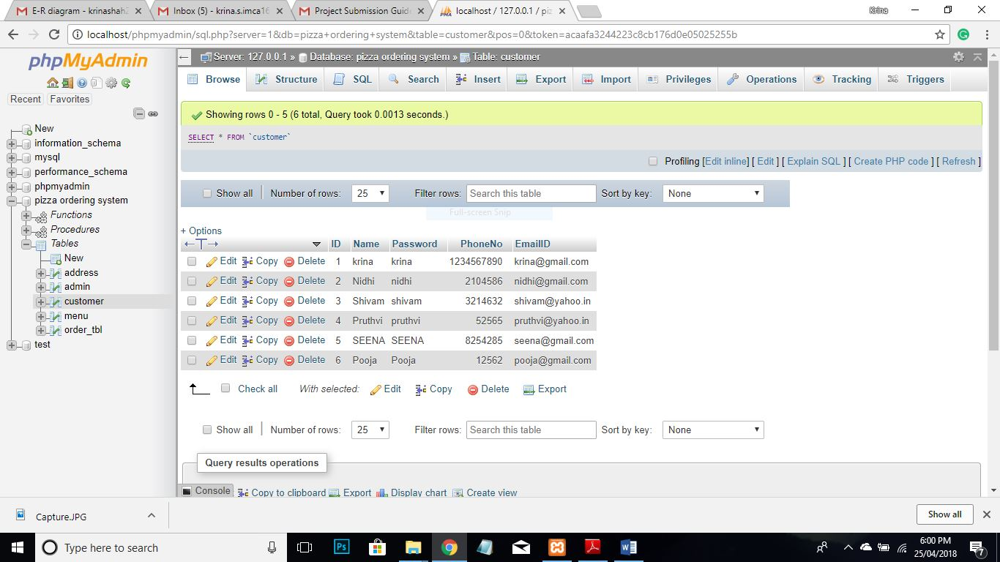 E-R diagram - krinashah2
Inbox (5) - krina.s.imca16
Project Submission Guid
localhost / 127.0.0.1 / piz
Krina
localhost/phpmyadmin/sql.php?server=1&db=pizza+ordering+system&table=customer&pos=0&token=acaafa3244223c8cb176d0e05025255b
phpMyAdmin
Recent Favorites
New
information_schema
mysql
performance_schema
phpmyadmin
pizza ordering system
Functions
Procedures
Tables
New
address
admin
customer
menu
order_tbl
test
Server: 127.0.0.1 » Database: pizza ordering system » Table: customer
Browse Structure SQL Search Insert Export Import Privileges Operations Tracking Triggers
Showing rows 0 - 5 (6 total, Query took 0.0013 seconds.)
SELECT * FROM `customer`
Profiling [Edit inline] [ Edit ] [ Explain SQL ] [ Create PHP code ] [ Refresh ]
Show all | Number of rows: 25 Filter rows: Search this table Sort by key: None
Full-screen Snip
+ Options
←T→ ID Name Password PhoneNo EmailID
Edit Copy Delete 1 krina krina 1234567890 krina@gmail.com
Edit Copy Delete 2 Nidhi nidhi 2104586 nidhi@gmail.com
Edit Copy Delete 3 Shivam shivam 3214632 shivam@yahoo.in
Edit Copy Delete 4 Pruthvi pruthvi 52565 pruthvi@yahoo.in
Edit Copy Delete 5 SEENA SEENA 8254285 seena@gmail.com
Edit Copy Delete 6 Pooja Pooja 12562 pooja@gmail.com
Check all With selected: Edit Copy Delete Export
Show all | Number of rows: 25 Filter rows: Search this table Sort by key: None
Query results operations
Console Copy to clipboard Export Display chart Create view
Capture.JPG
Show all
Type here to search
Ps
6:00 PM
25/04/2018
7